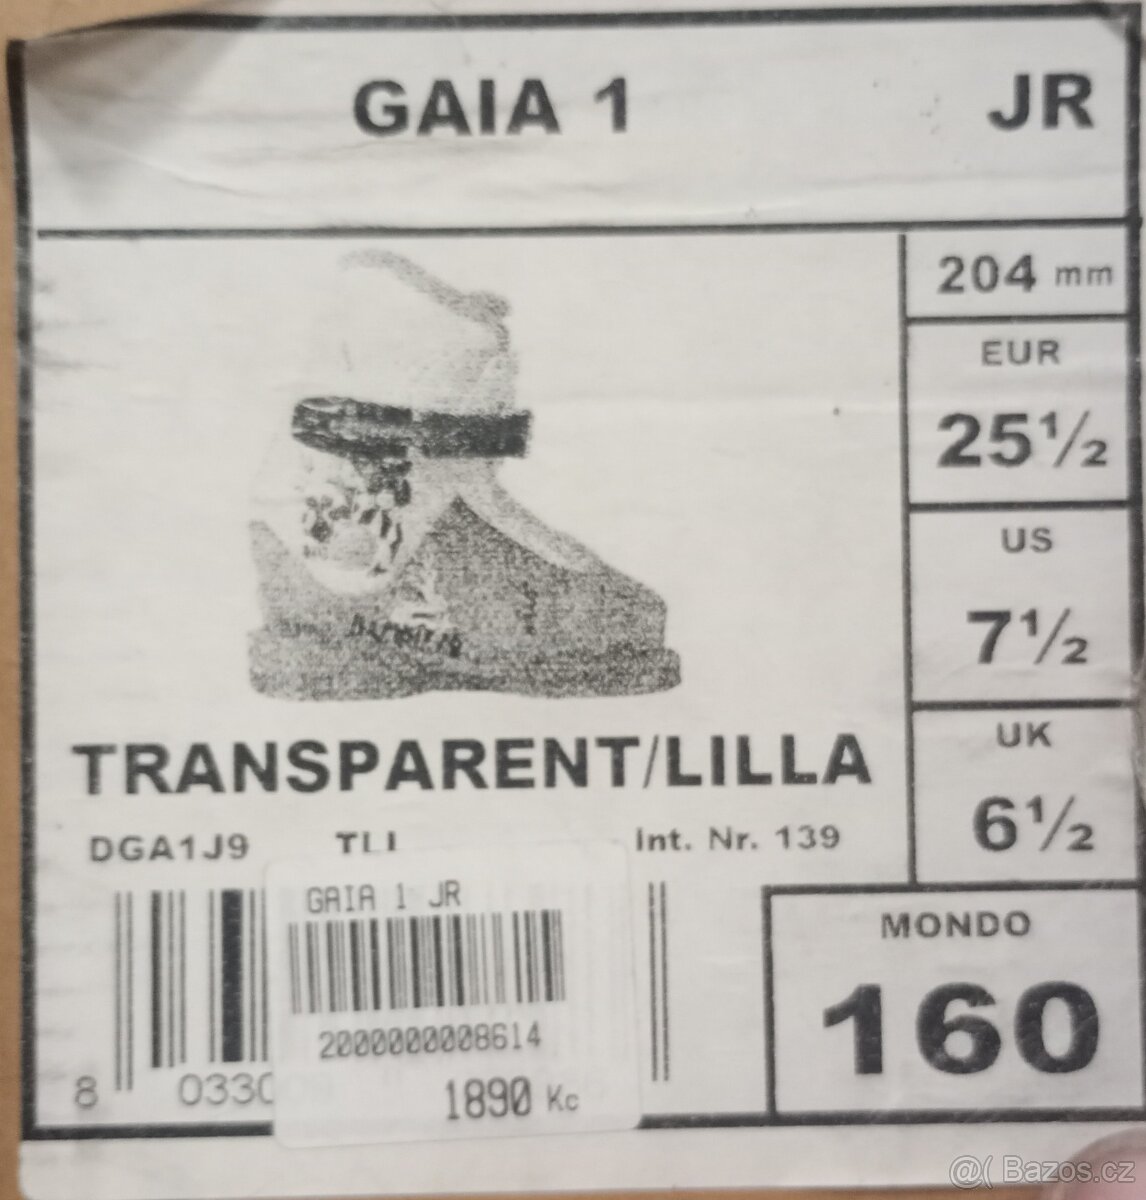 GAIA 1 JR
204 mm
EUR
25½
US
7½
UK
6½
TRANSPARENT/LILLA
DGA1J9 TLI Int. Nr. 139
GAIA 1 JR
2000000008614
1890 Kc
8 0330
MONDO
160
@( Bazos.cz